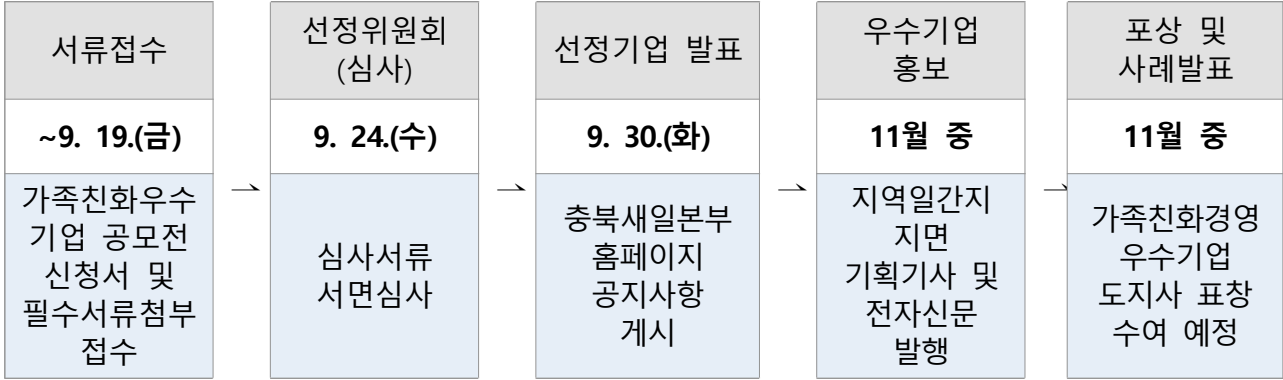 서류접수
~9. 19.(금)
가족친화우수
기업 공모전
신청서 및
필수서류첨부
접수
→
선정위원회
(심사)
9. 24.(수)
심사서류
서면심사
→
선정기업 발표
9. 30.(화)
충북새일본부
홈페이지
공지사항
게시
→
우수기업
홍보
11월 중
지역일간지
지면
기획기사 및
전자신문
발행
→
포상 및
사례발표
11월 중
가족친화경영
우수기업
도지사 표창
수여 예정